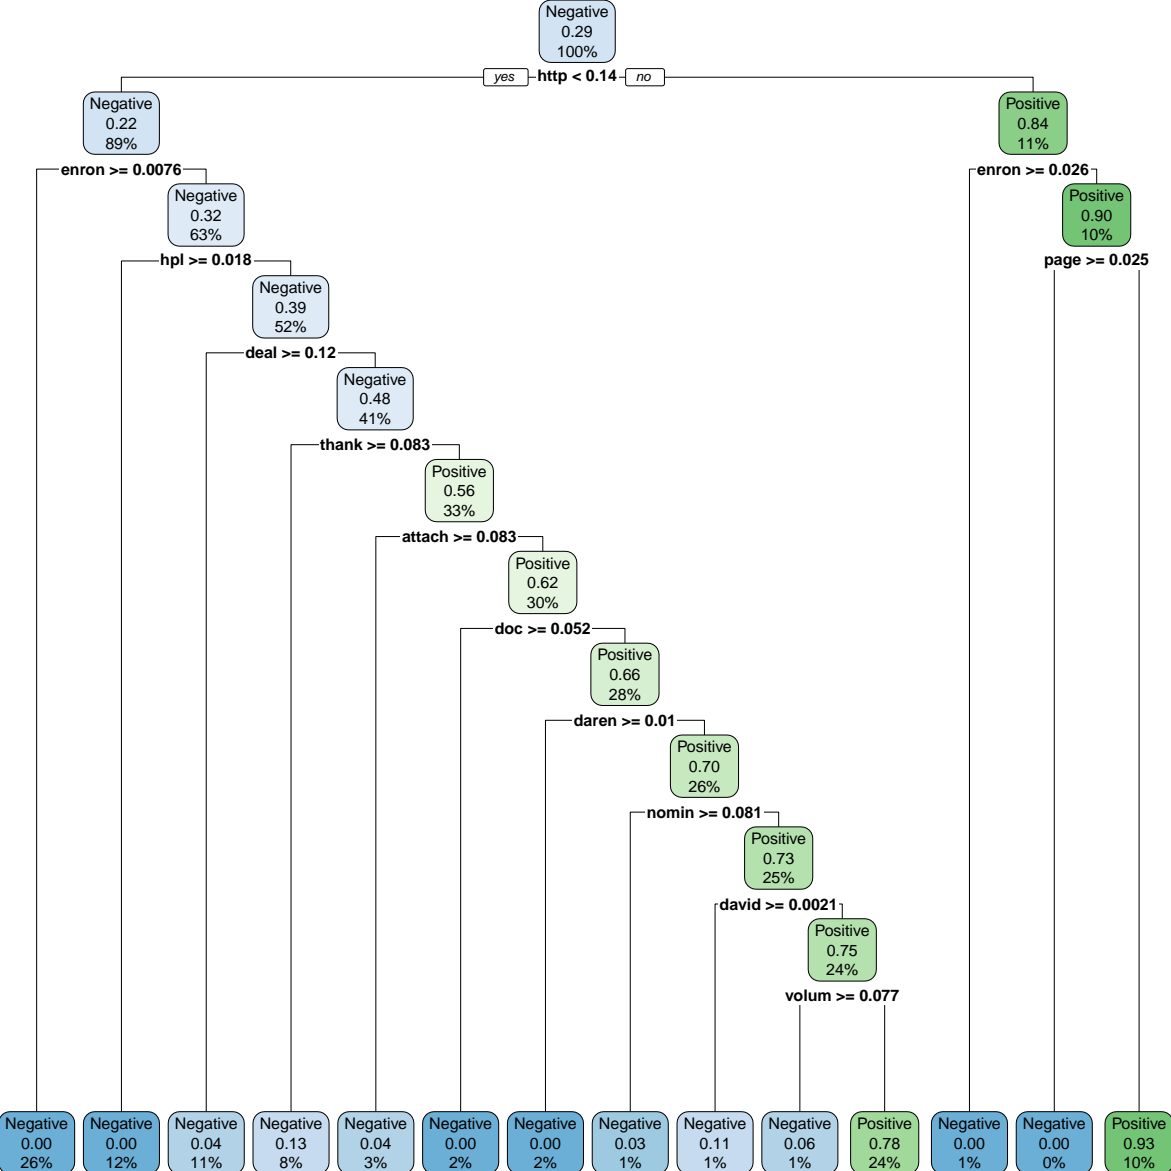 Negative
0.29
100%
yes http < 0.14 no
Negative
0.22
89%
Positive
0.84
11%
enron >= 0.0076
enron >= 0.026
Negative
0.32
63%
Positive
0.90
10%
hpl >= 0.018
page >= 0.025
Negative
0.39
52%
deal >= 0.12
Negative
0.48
41%
thank >= 0.083
Positive
0.56
33%
attach >= 0.083
Positive
0.62
30%
doc >= 0.052
Positive
0.66
28%
daren >= 0.01
Positive
0.70
26%
nomin >= 0.081
Positive
0.73
25%
david >= 0.0021
Positive
0.75
24%
volum >= 0.077
Negative
0.00
26%
Negative
0.00
12%
Negative
0.04
11%
Negative
0.13
8%
Negative
0.04
3%
Negative
0.00
2%
Negative
0.00
2%
Negative
0.03
1%
Negative
0.11
1%
Negative
0.06
1%
Positive
0.78
24%
Negative
0.00
1%
Negative
0.00
0%
Positive
0.93
10%